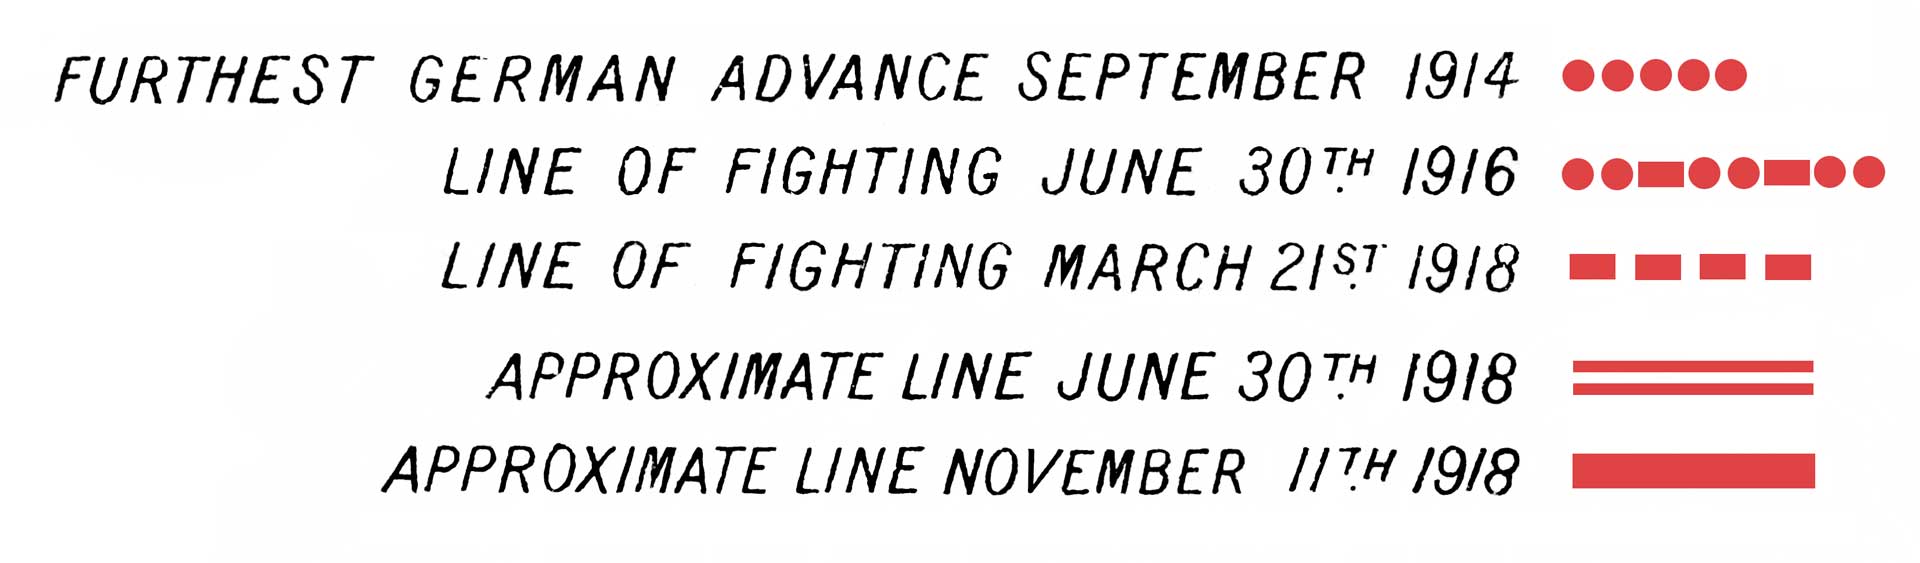 FURTHEST GERMAN ADVANCE SEPTEMBER 1914
LINE OF FIGHTING JUNE 30TH 1916
LINE OF FIGHTING MARCH 21ST 1918
APPROXIMATE LINE JUNE 30TH 1918
APPROXIMATE LINE NOVEMBER 11TH 1918